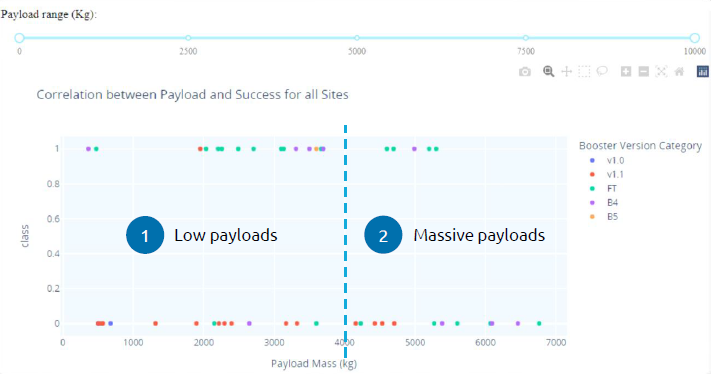 Payload range (Kg):
0 2500 5000 7500 10000
Correlation between Payload and Success for all Sites
Booster Version Category
v1.0
v1.1
FT
B4
B5
1
0.8
0.6
0.4
0.2
0
class
1 Low payloads
2 Massive payloads
0 1000 2000 3000 4000 5000 6000 7000
Payload Mass (kg)